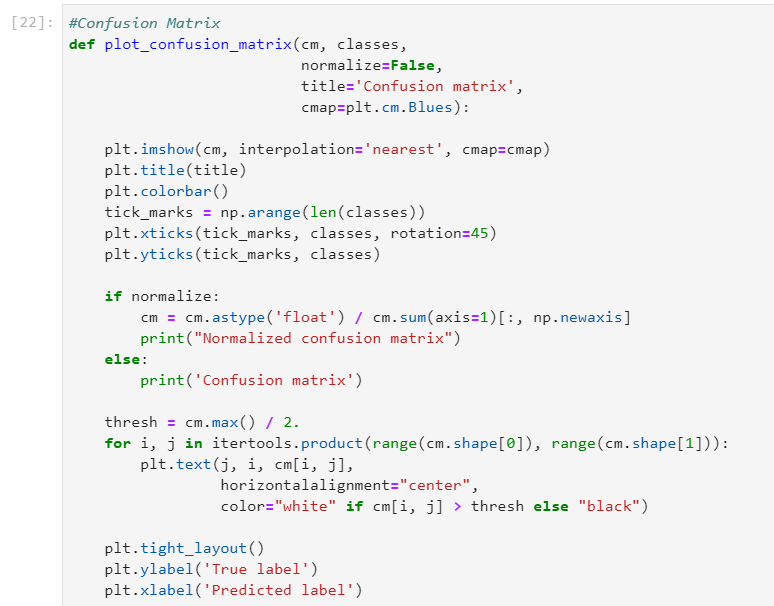 [22]: #Confusion Matrix
def plot_confusion_matrix(cm, classes,
                          normalize=False,
                          title='Confusion matrix',
                          cmap=plt.cm.Blues):

    plt.imshow(cm, interpolation='nearest', cmap=cmap)
    plt.title(title)
    plt.colorbar()
    tick_marks = np.arange(len(classes))
    plt.xticks(tick_marks, classes, rotation=45)
    plt.yticks(tick_marks, classes)

    if normalize:
        cm = cm.astype('float') / cm.sum(axis=1)[:, np.newaxis]
        print("Normalized confusion matrix")
    else:
        print('Confusion matrix')

    thresh = cm.max() / 2.
    for i, j in itertools.product(range(cm.shape[0]), range(cm.shape[1])):
        plt.text(j, i, cm[i, j],
                 horizontalalignment="center",
                 color="white" if cm[i, j] > thresh else "black")

    plt.tight_layout()
    plt.ylabel('True label')
    plt.xlabel('Predicted label')